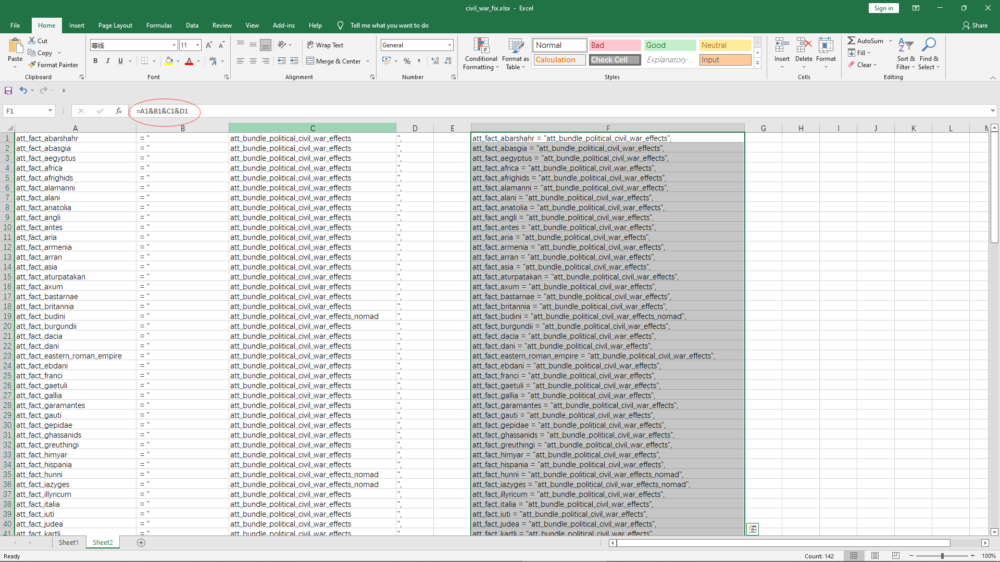 civil_war_fix.xlsx - Excel
Sign in
File Home Insert Page Layout Formulas Data Review View Add-ins Help Tell me what you want to do Share
Paste
Cut
Copy
Format Painter
Clipboard
等线 11
B I U A
Font
Wrap Text
Merge & Center
Alignment
General
%
Number
Conditional Formatting
Format as Table
Normal Bad Good Neutral
Calculation Check Cell Explanatory ... Input
Styles
Insert Delete Format
Cells
AutoSum
Fill
Clear
Sort & Filter
Find & Select
Editing
F1 fx =A1&B1&C1&D1
A B C D E F G H I J K L M
1 att_fact_abarshahr = " att_bundle_political_civil_war_effects ", att_fact_abarshahr = "att_bundle_political_civil_war_effects",
2 att_fact_abasgia = " att_bundle_political_civil_war_effects ", att_fact_abasgia = "att_bundle_political_civil_war_effects",
3 att_fact_aegyptus = " att_bundle_political_civil_war_effects ", att_fact_aegyptus = "att_bundle_political_civil_war_effects",
4 att_fact_africa = " att_bundle_political_civil_war_effects ", att_fact_africa = "att_bundle_political_civil_war_effects",
5 att_fact_afrighids = " att_bundle_political_civil_war_effects ", att_fact_afrighids = "att_bundle_political_civil_war_effects",
6 att_fact_alamanni = " att_bundle_political_civil_war_effects ", att_fact_alamanni = "att_bundle_political_civil_war_effects",
7 att_fact_alani = " att_bundle_political_civil_war_effects ", att_fact_alani = "att_bundle_political_civil_war_effects",
8 att_fact_anatolia = " att_bundle_political_civil_war_effects ", att_fact_anatolia = "att_bundle_political_civil_war_effects",
9 att_fact_angli = " att_bundle_political_civil_war_effects ", att_fact_angli = "att_bundle_political_civil_war_effects",
10 att_fact_antes = " att_bundle_political_civil_war_effects ", att_fact_antes = "att_bundle_political_civil_war_effects",
11 att_fact_aria = " att_bundle_political_civil_war_effects ", att_fact_aria = "att_bundle_political_civil_war_effects",
12 att_fact_armenia = " att_bundle_political_civil_war_effects ", att_fact_armenia = "att_bundle_political_civil_war_effects",
13 att_fact_arran = " att_bundle_political_civil_war_effects ", att_fact_arran = "att_bundle_political_civil_war_effects",
14 att_fact_asia = " att_bundle_political_civil_war_effects ", att_fact_asia = "att_bundle_political_civil_war_effects",
15 att_fact_aturpatakan = " att_bundle_political_civil_war_effects ", att_fact_aturpatakan = "att_bundle_political_civil_war_effects",
16 att_fact_axum = " att_bundle_political_civil_war_effects ", att_fact_axum = "att_bundle_political_civil_war_effects",
17 att_fact_bastarnae = " att_bundle_political_civil_war_effects ", att_fact_bastarnae = "att_bundle_political_civil_war_effects",
18 att_fact_britannia = " att_bundle_political_civil_war_effects ", att_fact_britannia = "att_bundle_political_civil_war_effects",
19 att_fact_budini = " att_bundle_political_civil_war_effects_nomad ", att_fact_budini = "att_bundle_political_civil_war_effects_nomad",
20 att_fact_burgundii = " att_bundle_political_civil_war_effects ", att_fact_burgundii = "att_bundle_political_civil_war_effects",
21 att_fact_dacia = " att_bundle_political_civil_war_effects ", att_fact_dacia = "att_bundle_political_civil_war_effects",
22 att_fact_dani = " att_bundle_political_civil_war_effects ", att_fact_dani = "att_bundle_political_civil_war_effects",
23 att_fact_eastern_roman_empire = " att_bundle_political_civil_war_effects ", att_fact_eastern_roman_empire = "att_bundle_political_civil_war_effects",
24 att_fact_ebdani = " att_bundle_political_civil_war_effects ", att_fact_ebdani = "att_bundle_political_civil_war_effects",
25 att_fact_franci = " att_bundle_political_civil_war_effects ", att_fact_franci = "att_bundle_political_civil_war_effects",
26 att_fact_gaetuli = " att_bundle_political_civil_war_effects ", att_fact_gaetuli = "att_bundle_political_civil_war_effects",
27 att_fact_gallia = " att_bundle_political_civil_war_effects ", att_fact_gallia = "att_bundle_political_civil_war_effects",
28 att_fact_garamantes = " att_bundle_political_civil_war_effects ", att_fact_garamantes = "att_bundle_political_civil_war_effects",
29 att_fact_gauti = " att_bundle_political_civil_war_effects ", att_fact_gauti = "att_bundle_political_civil_war_effects",
30 att_fact_gepidae = " att_bundle_political_civil_war_effects ", att_fact_gepidae = "att_bundle_political_civil_war_effects",
31 att_fact_ghassanids = " att_bundle_political_civil_war_effects ", att_fact_ghassanids = "att_bundle_political_civil_war_effects",
32 att_fact_greuthingi = " att_bundle_political_civil_war_effects ", att_fact_greuthingi = "att_bundle_political_civil_war_effects",
33 att_fact_himyar = " att_bundle_political_civil_war_effects ", att_fact_himyar = "att_bundle_political_civil_war_effects",
34 att_fact_hispania = " att_bundle_political_civil_war_effects ", att_fact_hispania = "att_bundle_political_civil_war_effects",
35 att_fact_hunni = " att_bundle_political_civil_war_effects_nomad ", att_fact_hunni = "att_bundle_political_civil_war_effects_nomad",
36 att_fact_iazyges = " att_bundle_political_civil_war_effects_nomad ", att_fact_iazyges = "att_bundle_political_civil_war_effects_nomad",
37 att_fact_illyricum = " att_bundle_political_civil_war_effects ", att_fact_illyricum = "att_bundle_political_civil_war_effects",
38 att_fact_italia = " att_bundle_political_civil_war_effects ", att_fact_italia = "att_bundle_political_civil_war_effects",
39 att_fact_iuti = " att_bundle_political_civil_war_effects ", att_fact_iuti = "att_bundle_political_civil_war_effects",
40 att_fact_judea = " att_bundle_political_civil_war_effects ", att_fact_judea = "att_bundle_political_civil_war_effects",
41 att_fact_kartli = " att_bundle_political_civil_war_effects ", att_fact_kartli = "att_bundle_political_civil_war_effects",
Sheet1 Sheet2
Ready Count: 142 100%